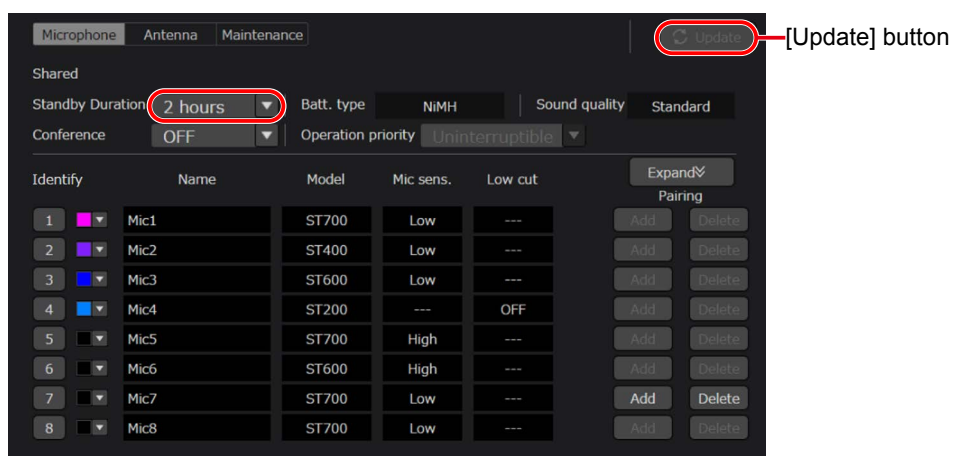 Microphone Antenna Maintenance Update [Update] button
Shared
Standby Duration 2 hours Batt. type NiMH Sound quality Standard
Conference OFF Operation priority Uninterruptible
Identify Name Model Mic sens. Low cut Expand
Pairing
1 Mic1 ST700 Low --- Add Delete
2 Mic2 ST400 Low --- Add Delete
3 Mic3 ST600 Low --- Add Delete
4 Mic4 ST200 --- OFF Add Delete
5 Mic5 ST700 High --- Add Delete
6 Mic6 ST600 High --- Add Delete
7 Mic7 ST700 Low --- Add Delete
8 Mic8 ST700 Low --- Add Delete